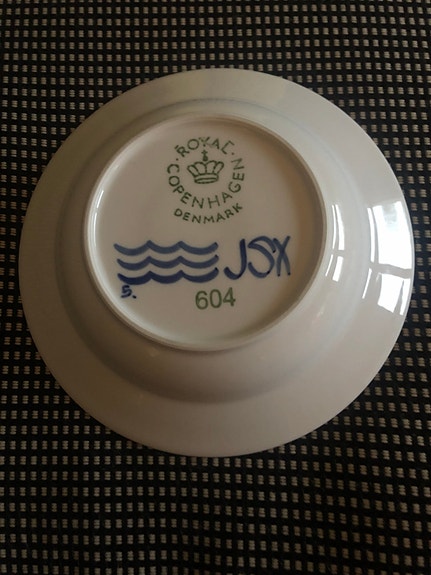 ROYAL
COPENHAGEN
DENMARK
JSX
5.
604